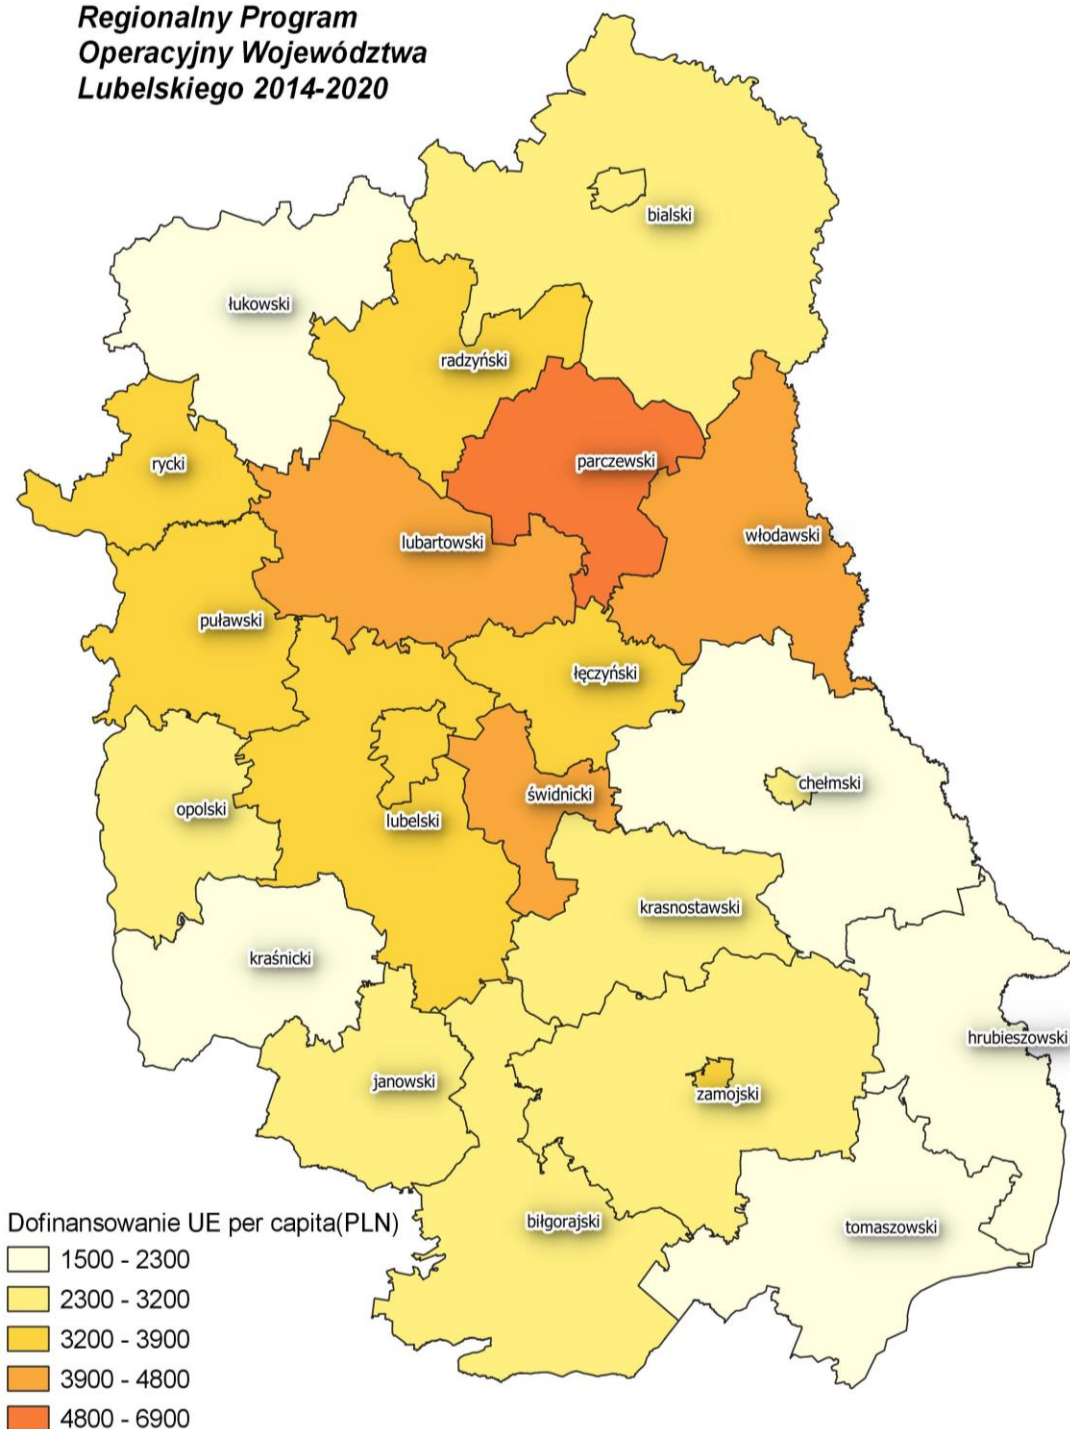 Regionalny Program
Operacyjny Województwa
Lubelskiego 2014-2020
bialski
łukowski
radzyński
parczewski
rycki
włodawski
lubartowski
puławski
łęczyński
chełmski
świdnicki
opolski
lubelski
krasnostawski
kraśnicki
hrubieszowski
janowski
zamojski
biłgorajski
tomaszowski
Dofinansowanie UE per capita(PLN)
1500 - 2300
2300 - 3200
3200 - 3900
3900 - 4800
4800 - 6900